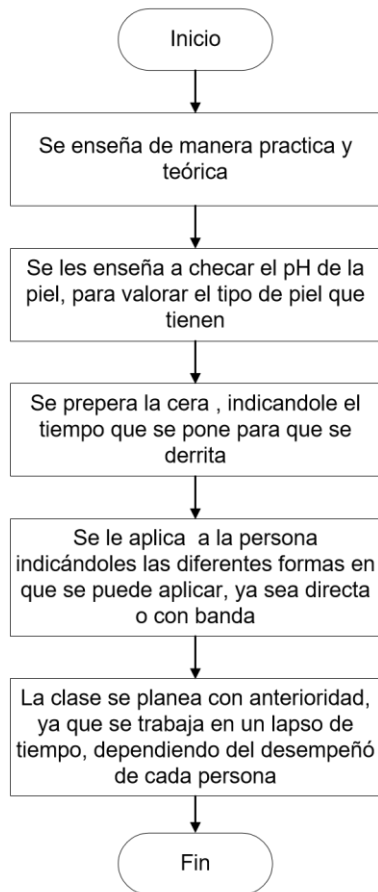 Inicio
Se enseña de manera practica y
teórica
Se les enseña a checar el pH de la
piel, para valorar el tipo de piel que
tienen
Se prepera la cera , indicandole el
tiempo que se pone para que se
derrita
Se le aplica  a la persona
indicándoles las diferentes formas en
que se puede aplicar, ya sea directa
o con banda
La clase se planea con anterioridad,
ya que se trabaja en un lapso de
tiempo, dependiendo del desempeñó
de cada persona
Fin